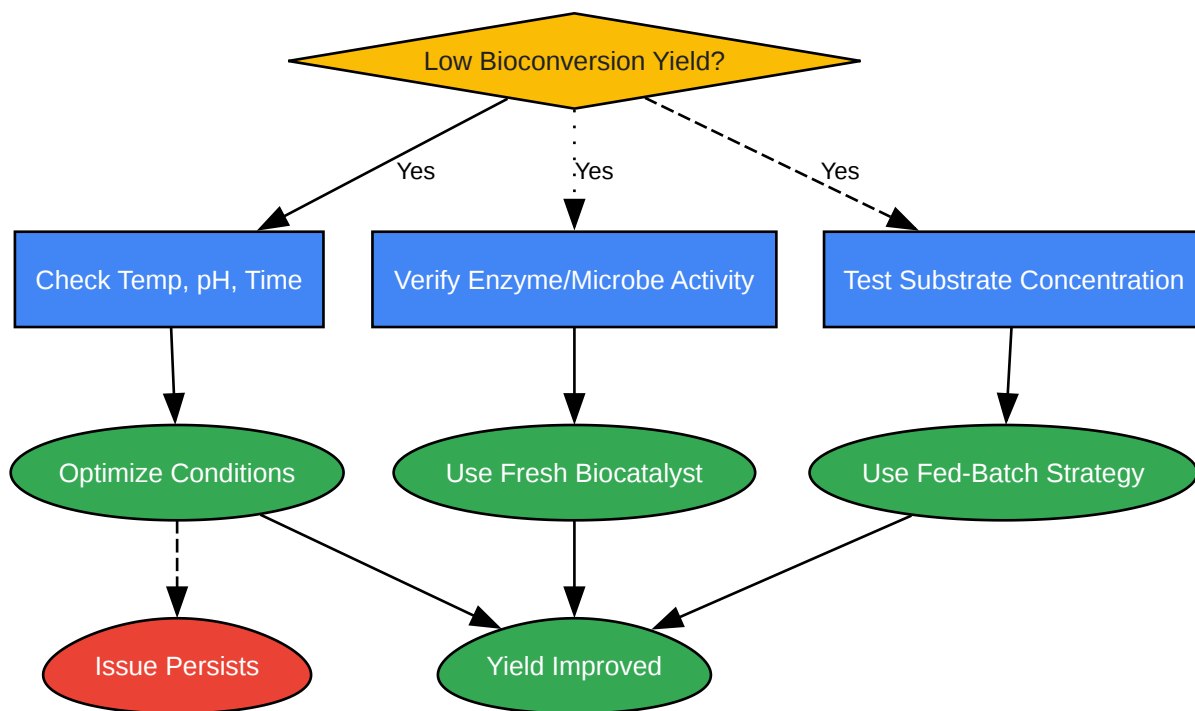 Low Bioconversion Yield?
Yes
Yes
Yes
Check Temp, pH, Time
Verify Enzyme/Microbe Activity
Test Substrate Concentration
Optimize Conditions
Use Fresh Biocatalyst
Use Fed-Batch Strategy
Issue Persists
Yield Improved